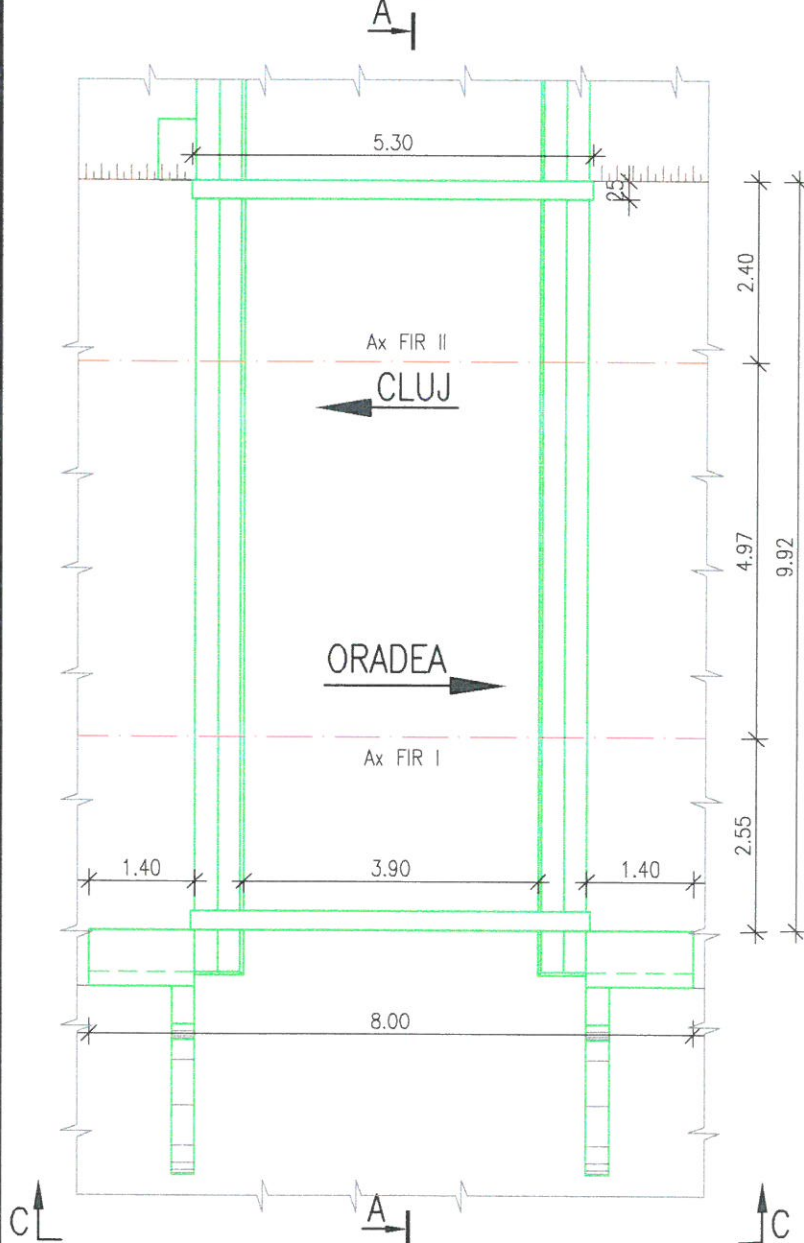 A
5.30
25
2.40
Ax FIR II
CLUJ
4.97
9.92
ORADEA
Ax FIR I
2.55
1.40
3.90
1.40
8.00
A
C
C